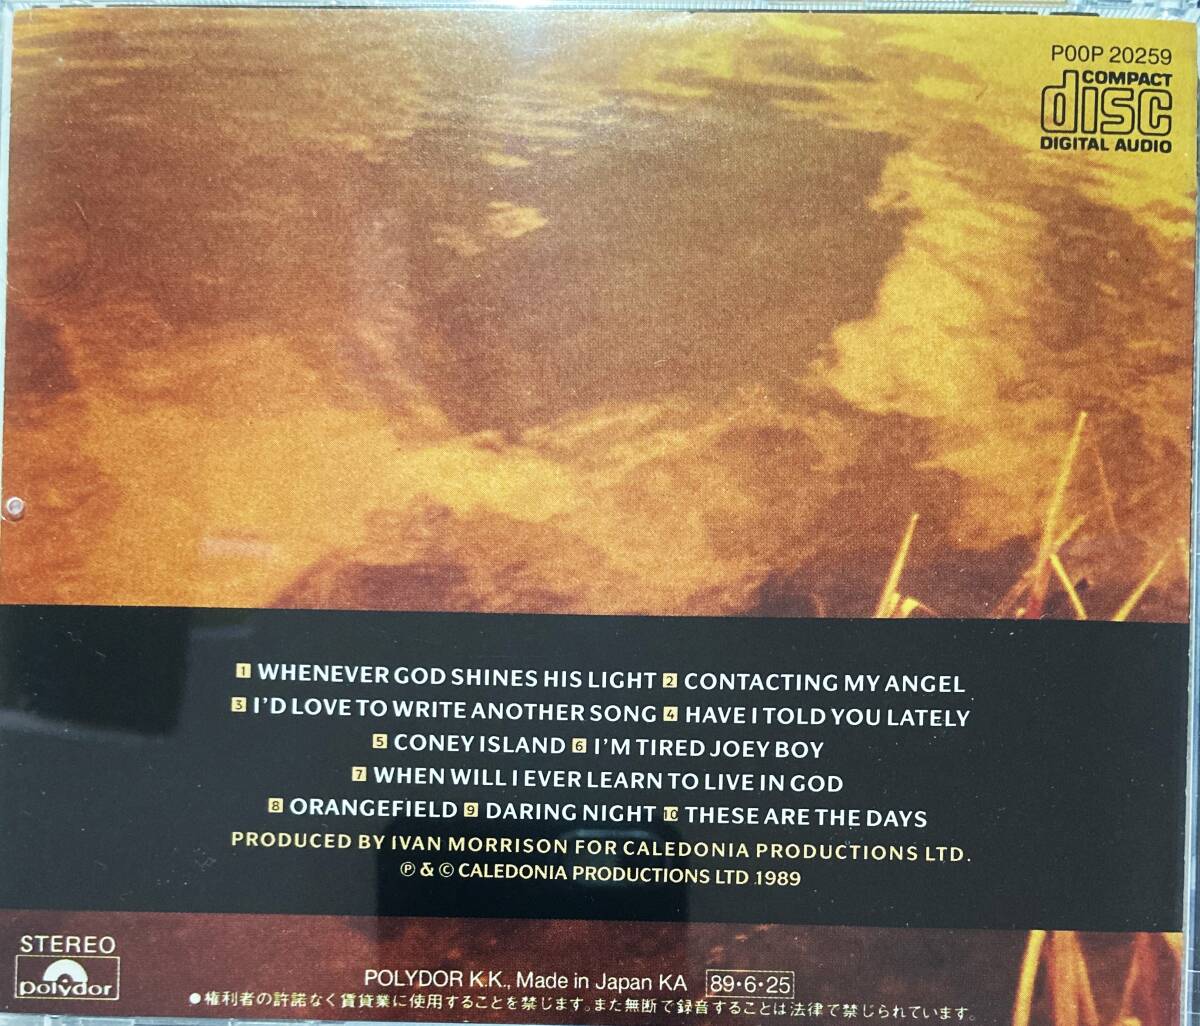 P00P 20259
COMPACT
disc
DIGITAL AUDIO
1 WHENEVER GOD SHINES HIS LIGHT 2 CONTACTING MY ANGEL
3 I'D LOVE TO WRITE ANOTHER SONG 4 HAVE I TOLD YOU LATELY
5 CONEY ISLAND 6 I'M TIRED JOEY BOY
7 WHEN WILL I EVER LEARN TO LIVE IN GOD
8 ORANGEFIELD 9 DARING NIGHT 10 THESE ARE THE DAYS
PRODUCED BY IVAN MORRISON FOR CALEDONIA PRODUCTIONS LTD.
℗ & © CALEDONIA PRODUCTIONS LTD 1989
STEREO
polydor
POLYDOR K.K., Made in Japan KA 89・6・25
●権利者の許諾なく賃貸業に使用することを禁じます。また無断で録音することは法律で禁じられています。